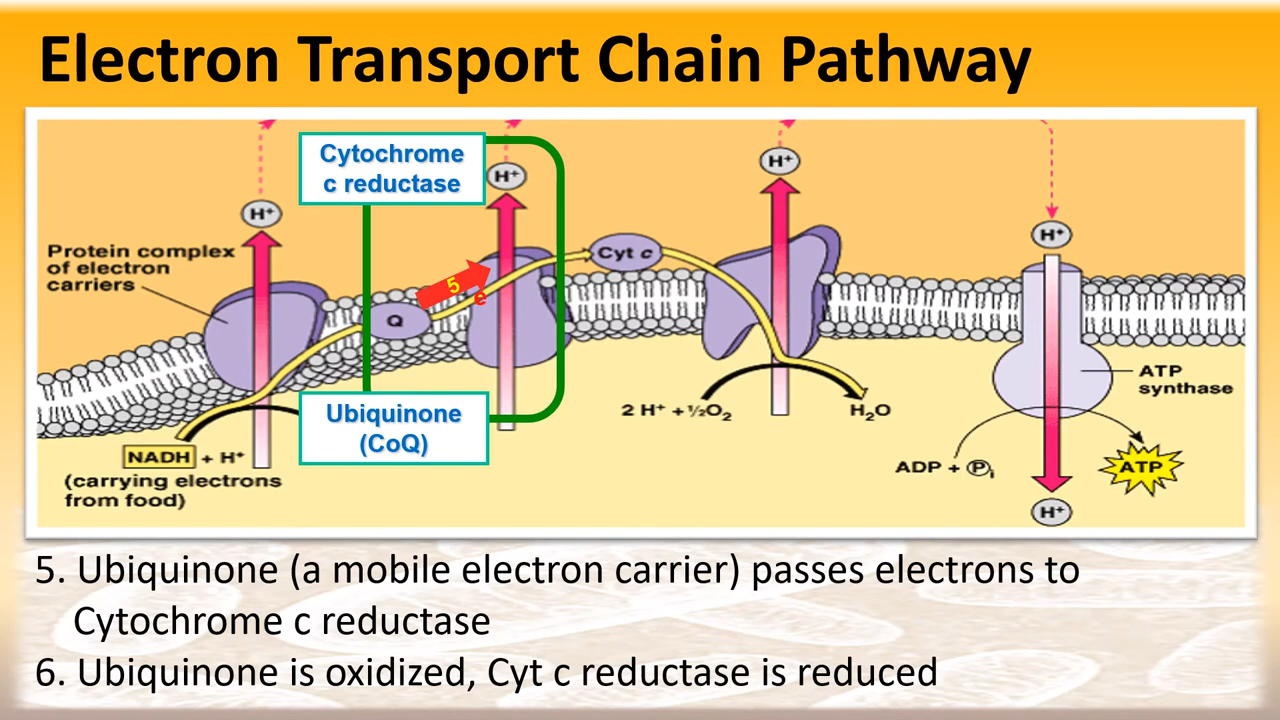 Electron Transport Chain Pathway
Cytochrome
c reductase
H+
H+
H+
H+
Protein complex
of electron
carriers
Cyt c
5
e
Q
ATP
synthase
Ubiquinone
(CoQ)
2 H+ + ½O2
H2O
NADH + H+
(carrying electrons
from food)
ADP + Pi
ATP
H+
5. Ubiquinone (a mobile electron carrier) passes electrons to
Cytochrome c reductase
6. Ubiquinone is oxidized, Cyt c reductase is reduced